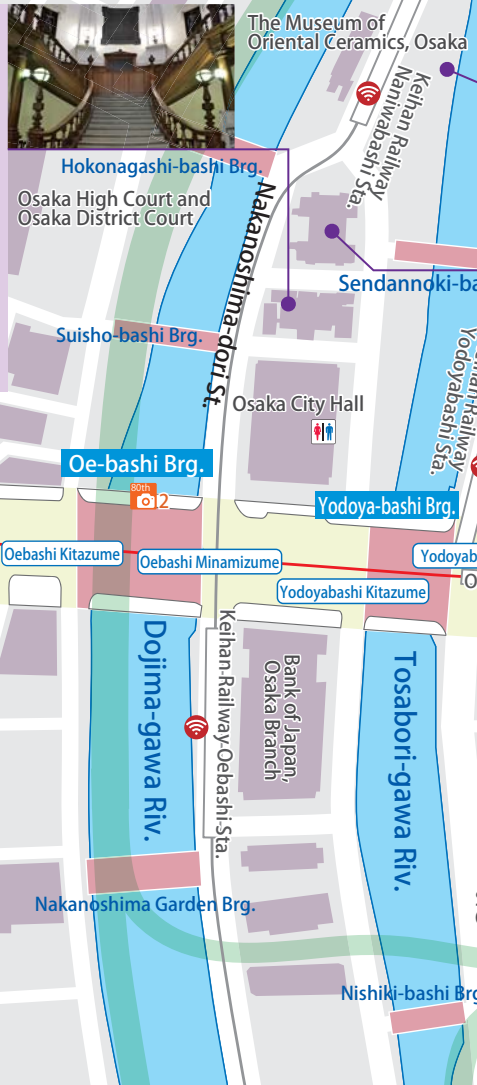 The Museum of
Oriental Ceramics, Osaka
Keihan Railway
Naniwabashi Sta.
Hokonagashi-bashi Brg.
Osaka High Court and
Osaka District Court
Nakanoshima-dori St.
Sendannoki-ba
Suisho-bashi Brg.
Yodoyabashi Sta.
Osaka City Hall
Oe-bashi Brg.
80th
2
Yodoya-bashi Brg.
Oebashi Kitazume
Oebashi Minamizume
Yodoyab
Yodoyabashi Kitazume
Keihan-Railway-Oebashi-Sta.
Dojima-gawa Riv.
Bank of Japan,
Osaka Branch
Tosabori-gawa Riv.
Nakanoshima Garden Brg.
Nishiki-bashi Brg